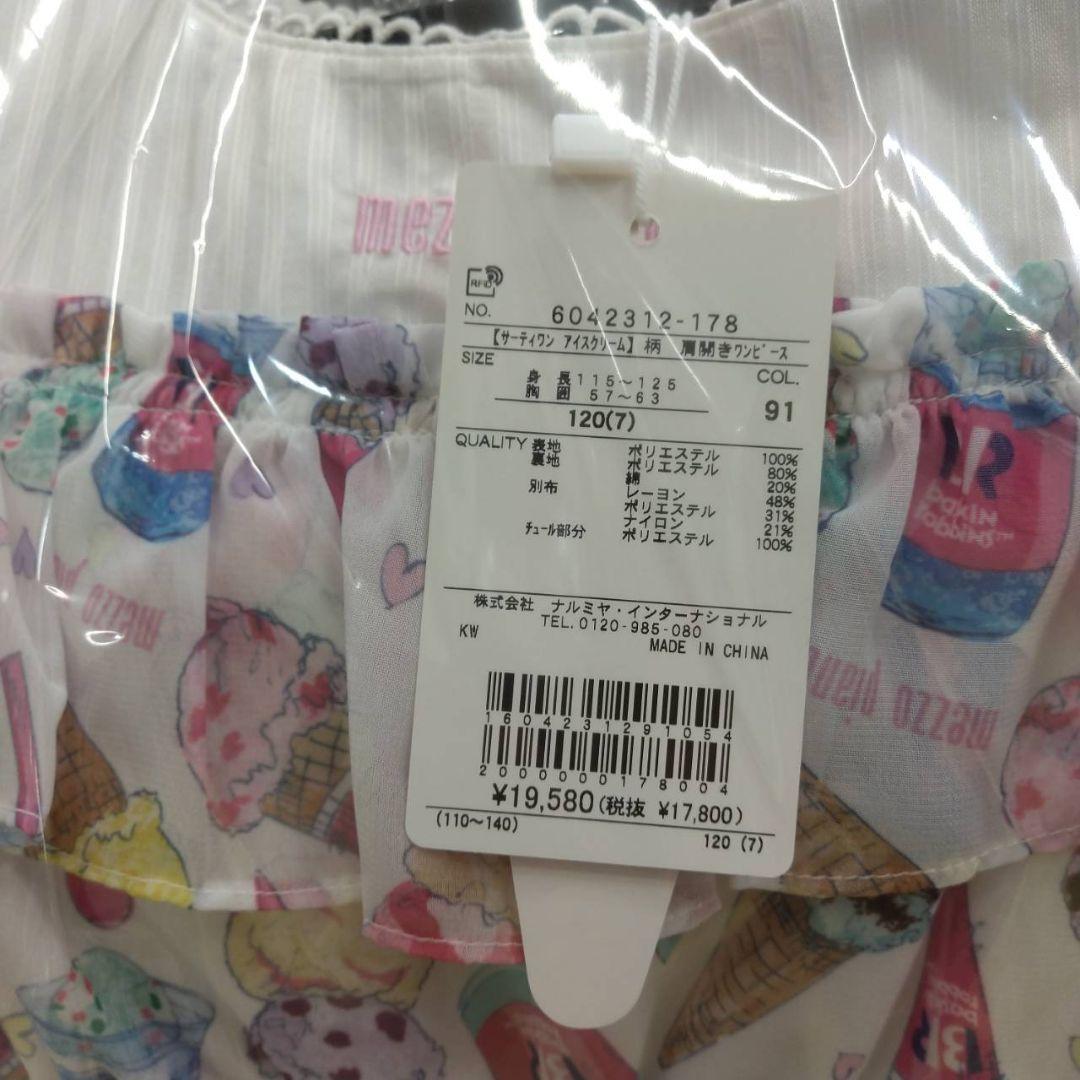 mez
RFID
NO. 6042312-178
【サーティワン アイスクリーム】柄 肩開きワンピース
SIZE
身長 115～125
胸囲 57～63
COL.
120(7)
91
QUALITY 表地 ポリエステル 100%
裏地 ポリエステル 80%
綿 20%
別布 レーヨン 48%
ポリエステル 31%
ナイロン 21%
チュール部分 ポリエステル 100%
株式会社 ナルミヤ・インターナショナル
TEL.0120-985-080
KW MADE IN CHINA
1604231291054
2000000178004
¥19,580(税抜 ¥17,800)
(110～140)
120 (7)
BR
baskin
robbins
mezzo
mezzo piano
BR